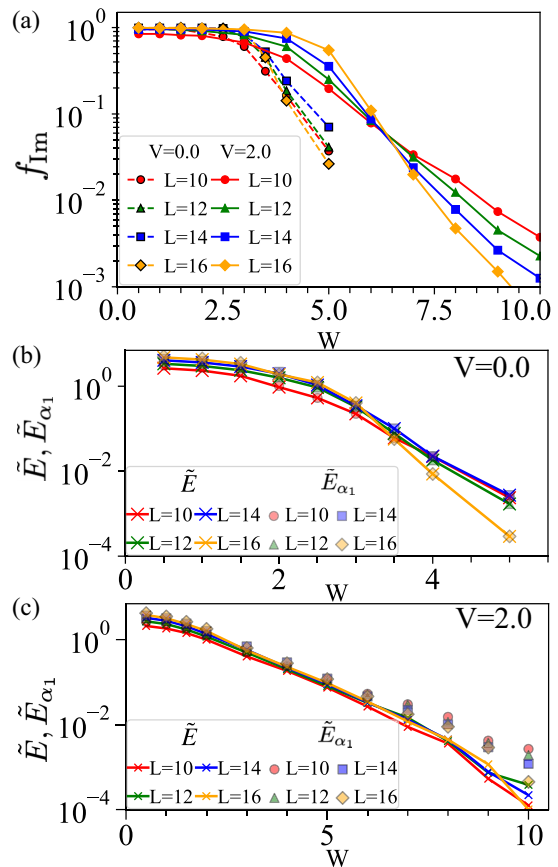 (a)
f_Im
10^0
10^-1
10^-2
10^-3
V=0.0 V=2.0
L=10 L=10
L=12 L=12
L=14 L=14
L=16 L=16
0.0 2.5 5.0 7.5 10.0
W
(b)
V=0.0
Ẽ, Ẽ_α₁
10^0
10^-2
10^-4
Ẽ Ẽ_α₁
L=10 L=14 L=10 L=14
L=12 L=16 L=12 L=16
0 2 4
W
(c)
V=2.0
Ẽ, Ẽ_α₁
10^0
10^-2
10^-4
Ẽ Ẽ_α₁
L=10 L=14 L=10 L=14
L=12 L=16 L=12 L=16
0 5 10
W